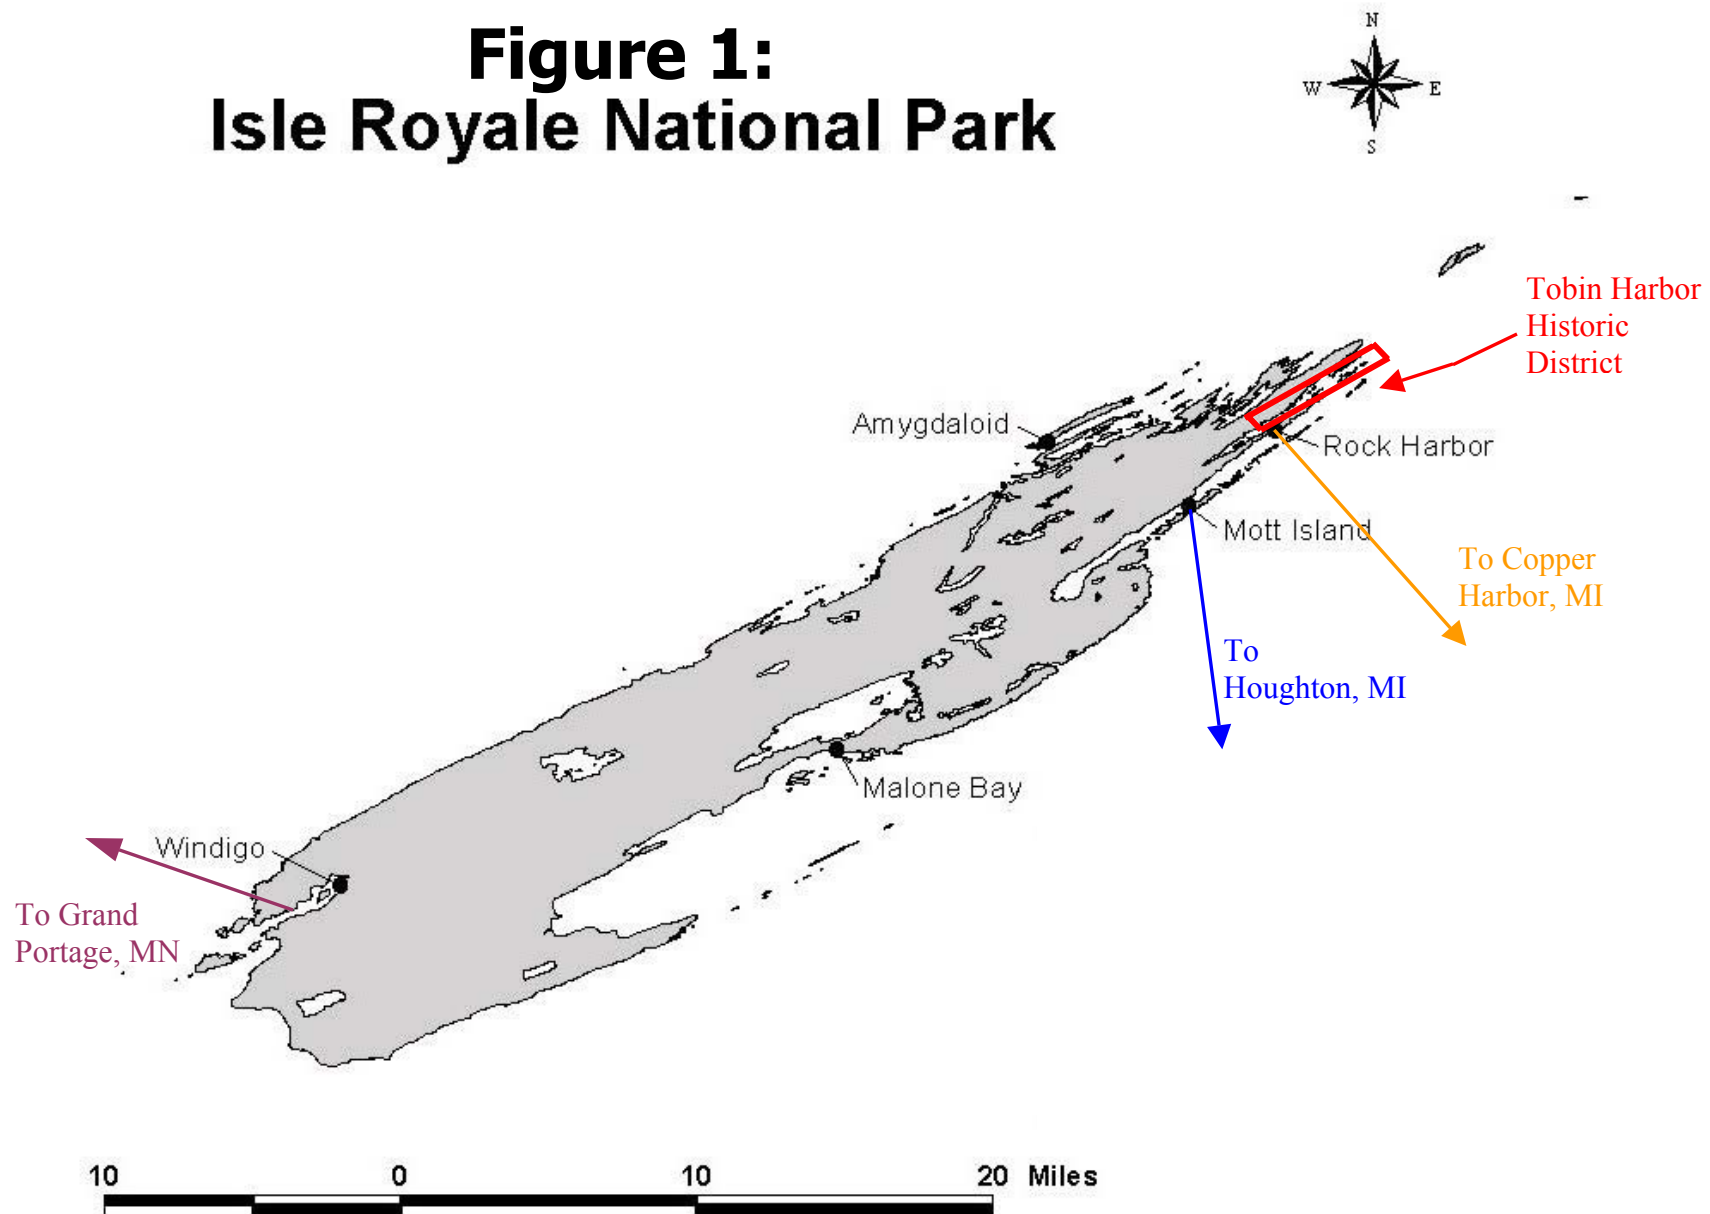 Figure 1:
Isle Royale National Park
N
W
E
S
Tobin Harbor
Historic
District
Amygdaloid
Rock Harbor
Mott Island
To Copper
Harbor, MI
To
Houghton, MI
Malone Bay
Windigo
To Grand
Portage, MN
10 0 10 20 Miles